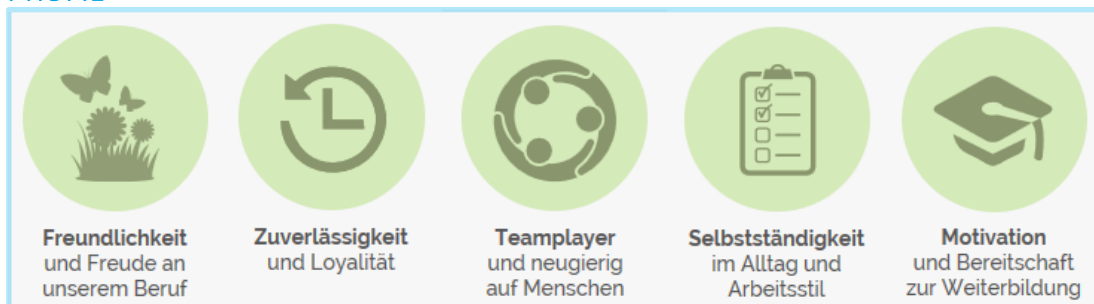 Freundlichkeit
und Freude an
unserem Beruf
Zuverlässigkeit
und Loyalität
Teamplayer
und neugierig
auf Menschen
Selbstständigkeit
im Alltag und
Arbeitsstil
Motivation
und Bereitschaft
zur Weiterbildung